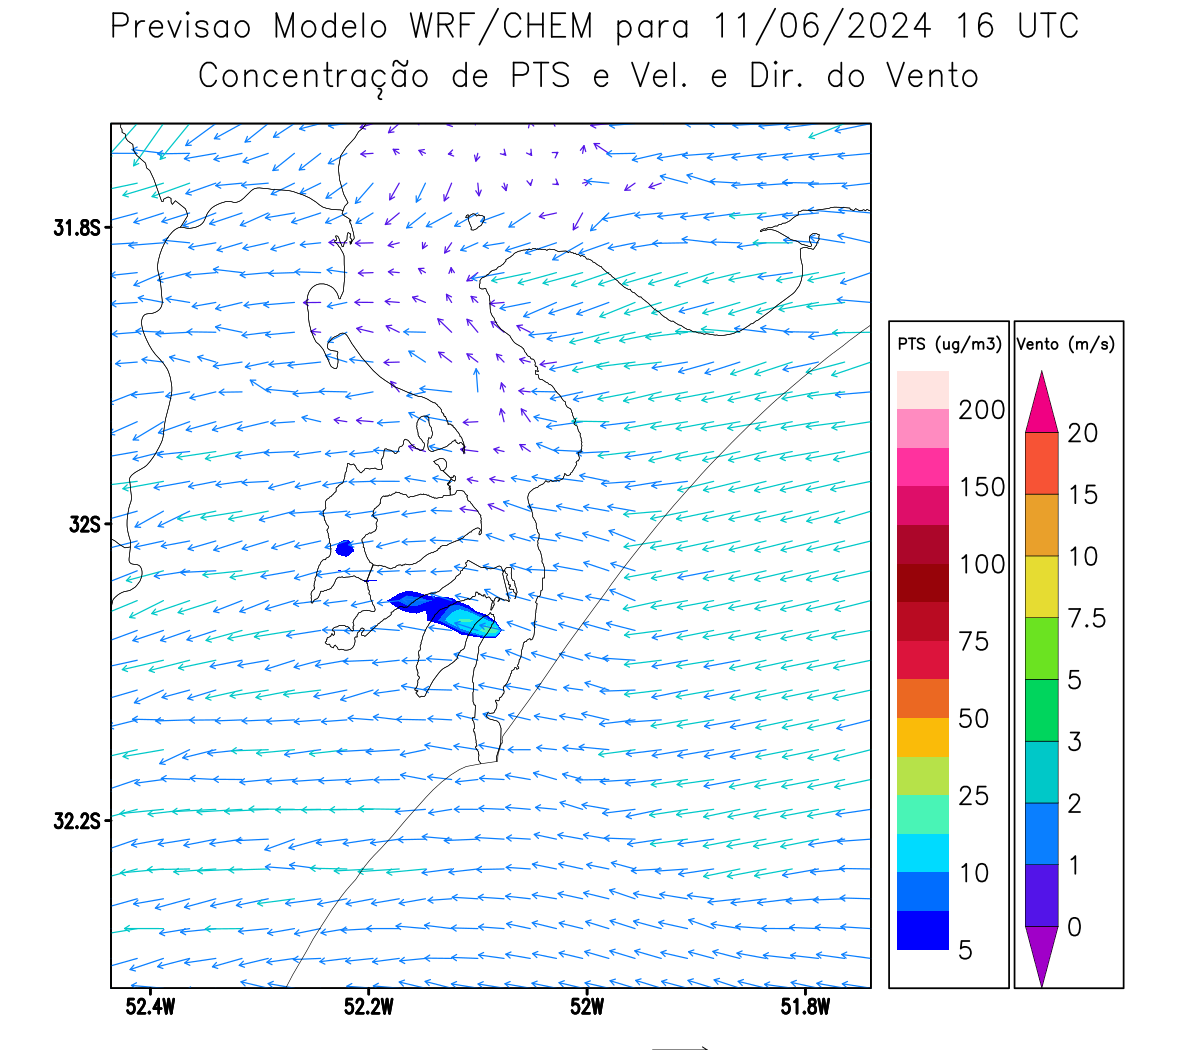 Previsao Modelo WRF/CHEM para 11/06/2024 16 UTC
Concentração de PTS e Vel. e Dir. do Vento
31.8S
32S
32.2S
52.4W 52.2W 52W 51.8W
PTS (ug/m3)
200
150
100
75
50
25
10
5
Vento (m/s)
20
15
10
7.5
5
3
2
1
0